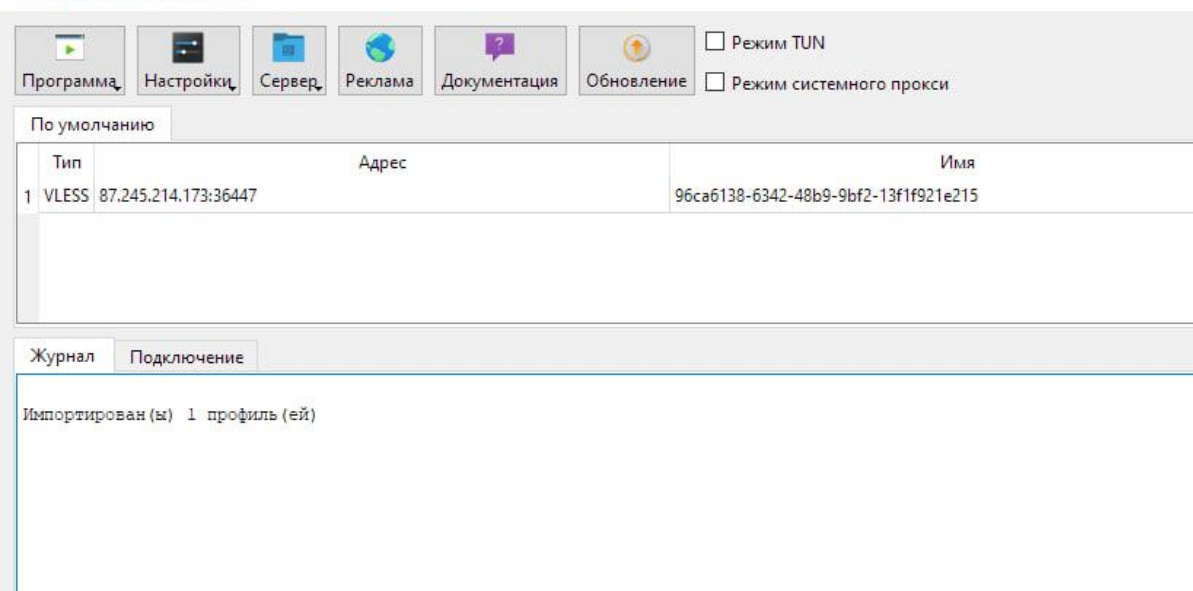 Режим TUN
Программа Настройки Сервер Реклама Документация Обновление Режим системного прокси
По умолчанию
Тип Адрес Имя
1 VLESS 87.245.214.173:36447 96ca6138-6342-48b9-9bf2-13f1f921e215
Журнал Подключение
Импортирован(ы) 1 профиль(ей)